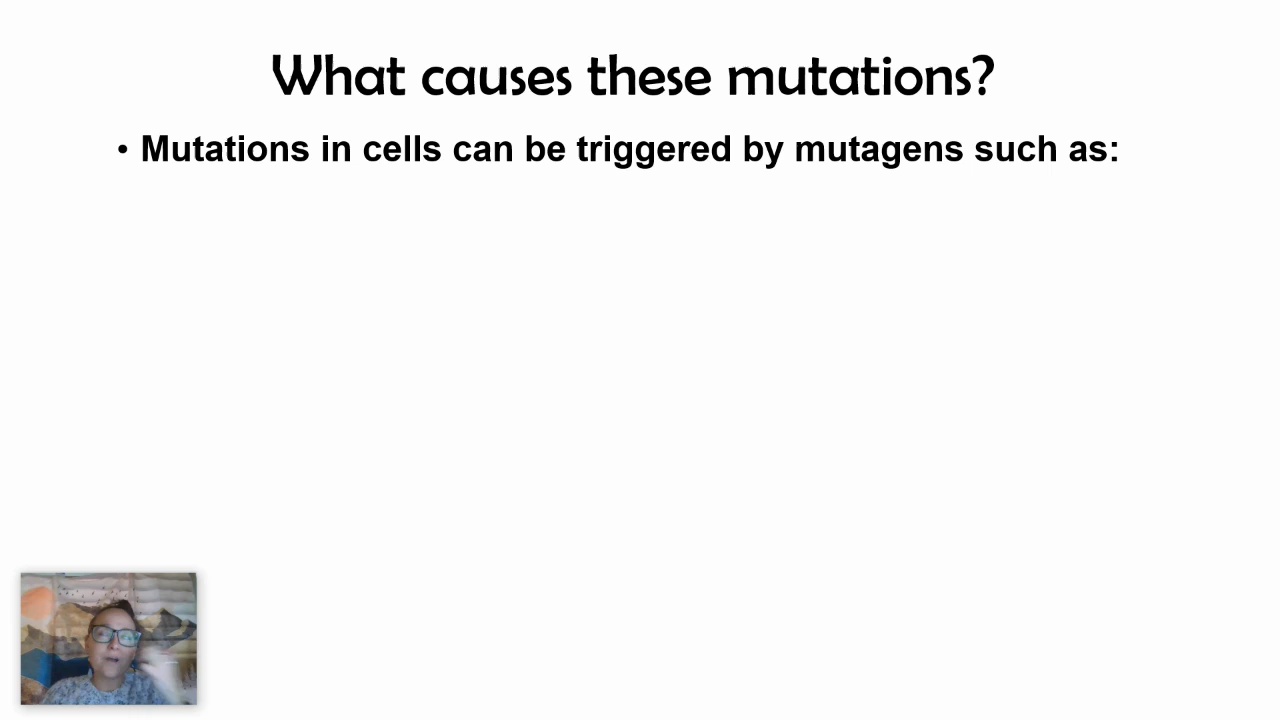 What causes these mutations?
• Mutations in cells can be triggered by mutagens such as: